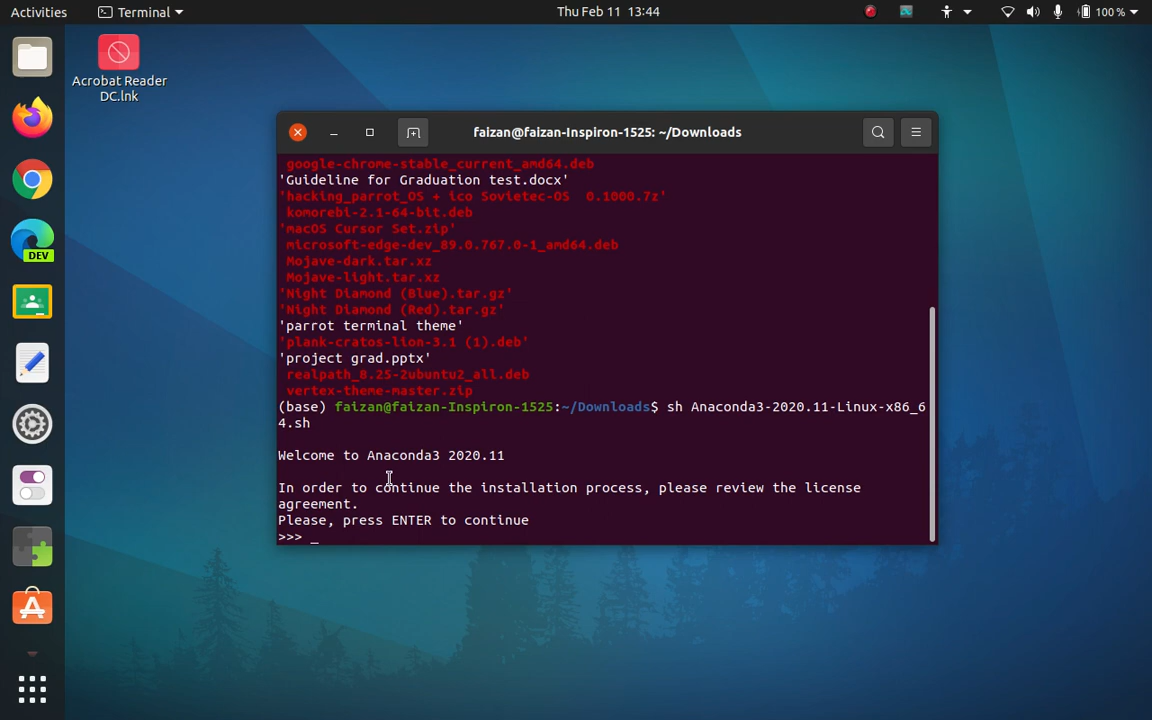 Activities
Terminal
Thu Feb 11 13:44
100 %
Acrobat Reader
DC.lnk
DEV
faizan@faizan-Inspiron-1525: ~/Downloads
google-chrome-stable_current_amd64.deb
'Guideline for Graduation test.docx'
'hacking_parrot_OS + ico Sovietec-OS  0.1000.7z'
komorebi-2.1-64-bit.deb
'macOS Cursor Set.zip'
microsoft-edge-dev_89.0.767.0-1_amd64.deb
Mojave-dark.tar.xz
Mojave-light.tar.xz
'Night Diamond (Blue).tar.gz'
'Night Diamond (Red).tar.gz'
'parrot terminal theme'
'plank-cratos-lion-3.1 (1).deb'
'project grad.pptx'
realpath_8.25-2ubuntu2_all.deb
vertex-theme-master.zip
(base) faizan@faizan-Inspiron-1525:~/Downloads$ sh Anaconda3-2020.11-Linux-x86_6
4.sh
Welcome to Anaconda3 2020.11
In order to continue the installation process, please review the license
agreement.
Please, press ENTER to continue
>>> _